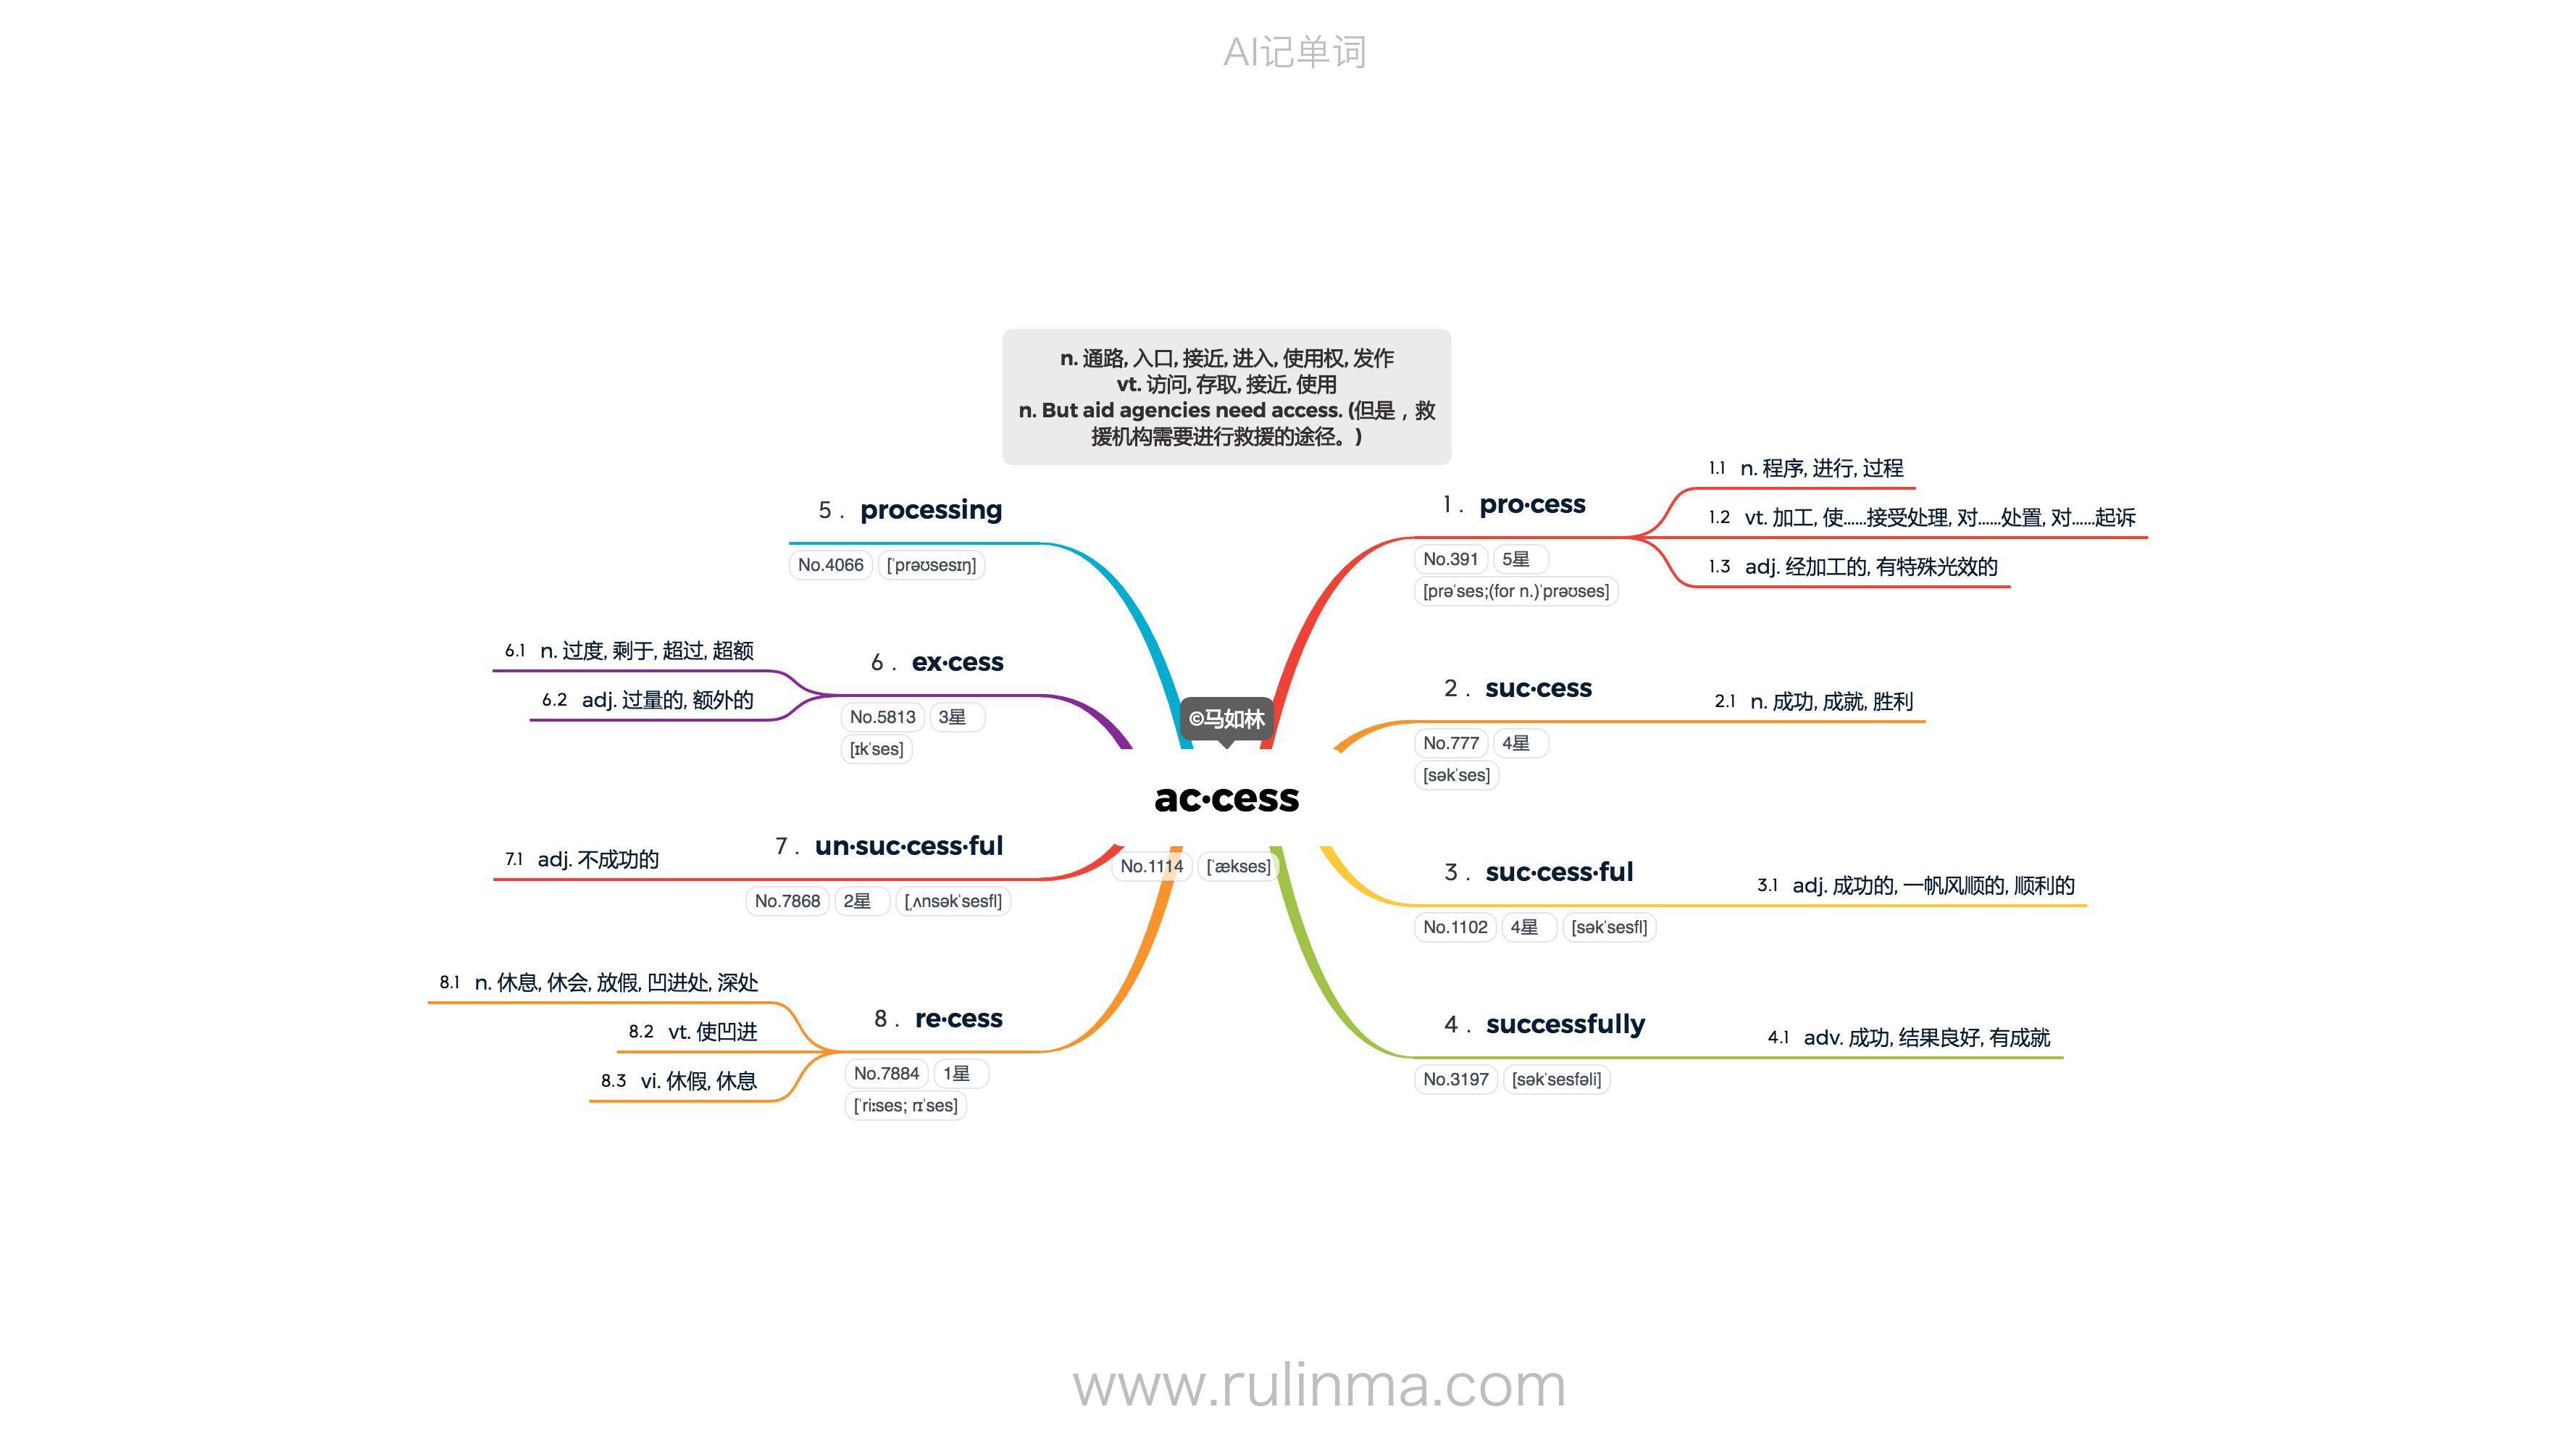 AI记单词
n. 通路, 入口, 接近, 进入, 使用权, 发作
vt. 访问, 存取, 接近, 使用
n. But aid agencies need access. (但是，救
援机构需要进行救援的途径。)
©马如林
ac·cess
No.1114 [ˈækses]
1. pro·cess
No.391 5星
[prəˈses;(for n.)ˈprəʊses]
1.1 n. 程序, 进行, 过程
1.2 vt. 加工, 使……接受处理, 对……处置, 对……起诉
1.3 adj. 经加工的, 有特殊光效的
2. suc·cess
No.777 4星
[səkˈses]
2.1 n. 成功, 成就, 胜利
3. suc·cess·ful
No.1102 4星 [səkˈsesfl]
3.1 adj. 成功的, 一帆风顺的, 顺利的
4. successfully
No.3197 [səkˈsesfəli]
4.1 adv. 成功, 结果良好, 有成就
5. processing
No.4066 [ˈprəʊsesɪŋ]
6. ex·cess
No.5813 3星
[ɪkˈses]
6.1 n. 过度, 剩于, 超过, 超额
6.2 adj. 过量的, 额外的
7. un·suc·cess·ful
No.7868 2星 [ˌʌnsəkˈsesfl]
7.1 adj. 不成功的
8. re·cess
No.7884 1星
[ˈriːses; rɪˈses]
8.1 n. 休息, 休会, 放假, 凹进处, 深处
8.2 vt. 使凹进
8.3 vi. 休假, 休息
www.rulinma.com